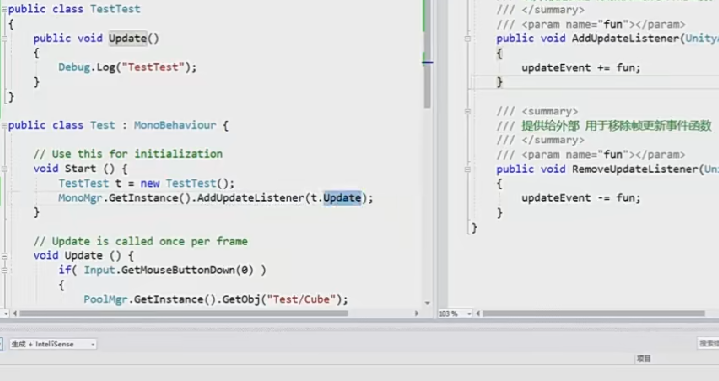 public class TestTest
{
public void Update()
{
Debug.Log("TestTest");
}
}
public class Test : MonoBehaviour {
// Use this for initialization
void Start () {
TestTest t = new TestTest();
MonoMgr.GetInstance().AddUpdateListener(t.Update);
}
// Update is called once per frame
void Update () {
if( Input.GetMouseButtonDown(0) )
{
PoolMgr.GetInstance().GetObj("Test/Cube");
/// </summary>
/// <param name="fun"></param>
public void AddUpdateListener(Unity
{
updateEvent += fun;
}
/// <summary>
/// 提供给外部 用于移除帧更新事件函数
/// </summary>
/// <param name="fun"></param>
public void RemoveUpdateListener(Un
{
updateEvent -= fun;
}
}
103 %
生成 + IntelliSense
搜索
项目